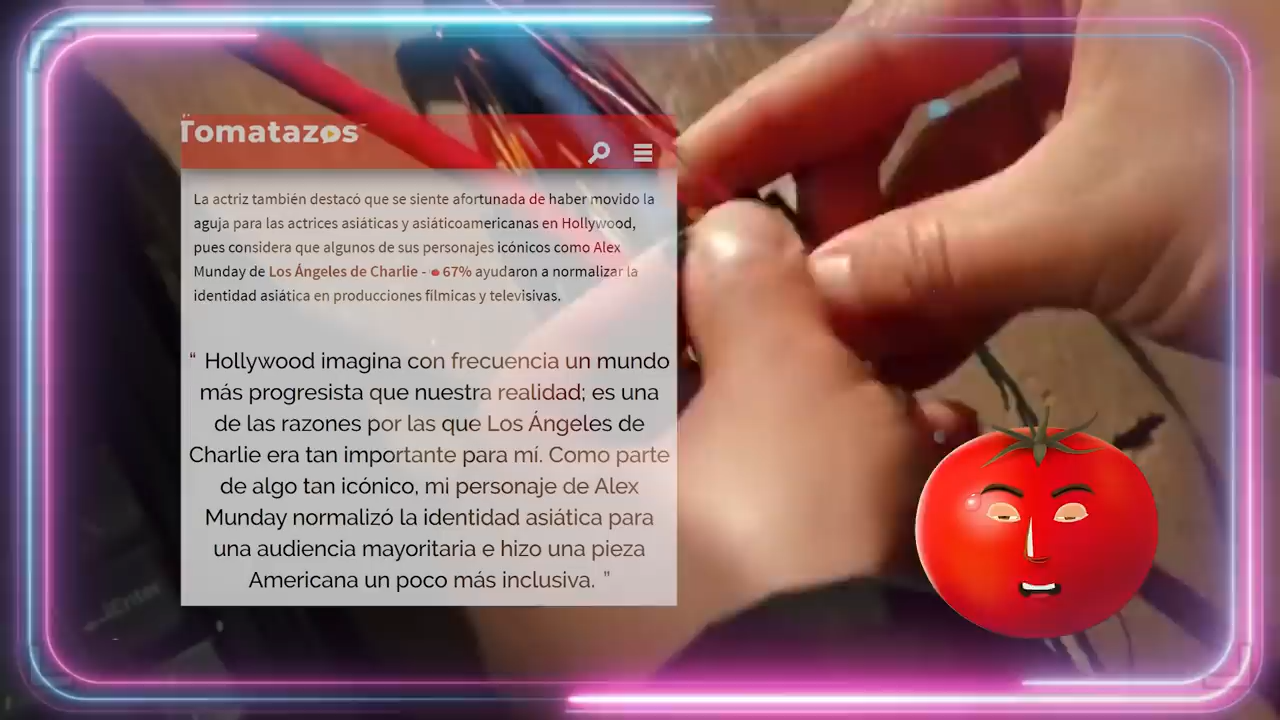 Tomatazos
La actriz también destacó que se siente afortunada de haber movido la
aguja para las actrices asiáticas y asiáticoamericanas en Hollywood,
pues considera que algunos de sus personajes icónicos como Alex
Munday de Los Ángeles de Charlie - 67% ayudaron a normalizar la
identidad asiática en producciones fílmicas y televisivas.
“ Hollywood imagina con frecuencia un mundo
más progresista que nuestra realidad; es una
de las razones por las que Los Ángeles de
Charlie era tan importante para mí. Como parte
de algo tan icónico, mi personaje de Alex
Munday normalizó la identidad asiática para
una audiencia mayoritaria e hizo una pieza
Americana un poco más inclusiva. ”